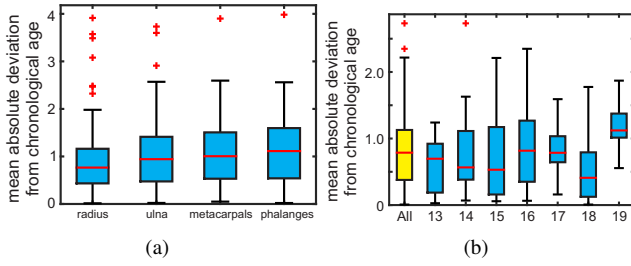 mean absolute deviation
from chronological age
4
3
2
1
0
radius ulna metacarpals phalanges
(a)
mean absolute deviation
from chronological age
2.0
1.0
0
All 13 14 15 16 17 18 19
(b)